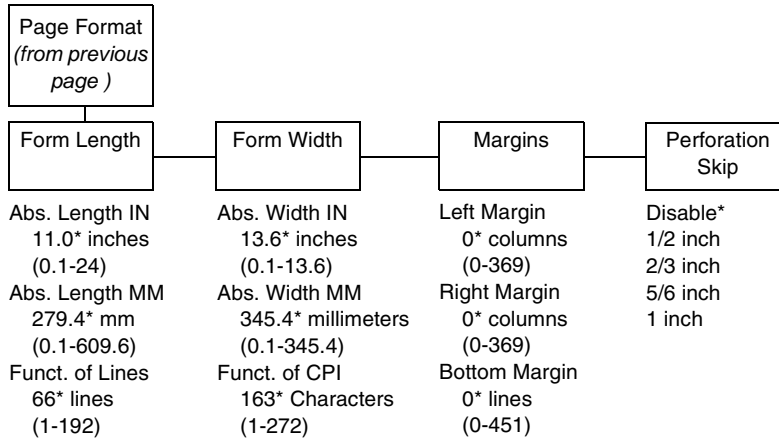 Page Format
(from previous
page )
Form Length
Form Width
Margins
Perforation
Skip
Abs. Length IN
11.0* inches
(0.1-24)
Abs. Length MM
279.4* mm
(0.1-609.6)
Funct. of Lines
66* lines
(1-192)
Abs. Width IN
13.6* inches
(0.1-13.6)
Abs. Width MM
345.4* millimeters
(0.1-345.4)
Funct. of CPI
163* Characters
(1-272)
Left Margin
0* columns
(0-369)
Right Margin
0* columns
(0-369)
Bottom Margin
0* lines
(0-451)
Disable*
1/2 inch
2/3 inch
5/6 inch
1 inch